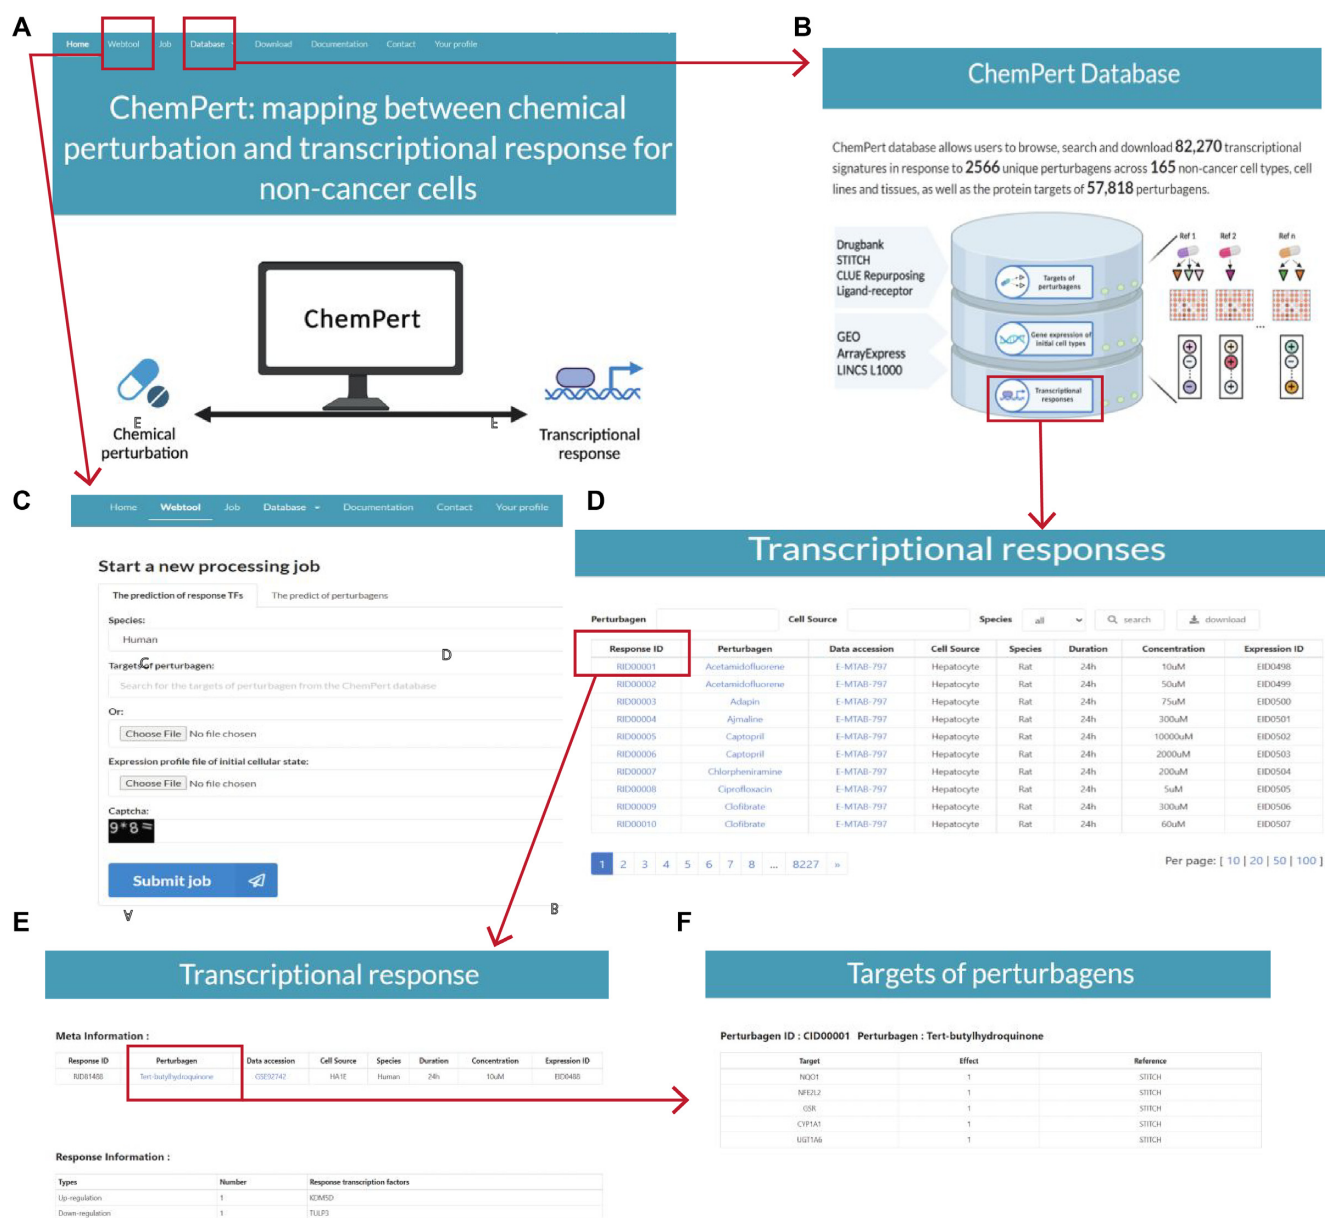 A
Home Webtool Job Database Download Documentation Contact Your profile
ChemPert: mapping between chemical
perturbation and transcriptional response for
non-cancer cells
ChemPert
E
E
Chemical
perturbation
Transcriptional
response
B
ChemPert Database
ChemPert database allows users to browse, search and download 82,270 transcriptional
signatures in response to 2566 unique perturbagens across 165 non-cancer cell types, cell
lines and tissues, as well as the protein targets of 57,818 perturbagens.
Drugbank
STITCH
CLUE Repurposing
Ligand-receptor
GEO
ArrayExpress
LINCS L1000
Targets of
perturbagens
Gene expression of
initial cell types
Transcriptional
responses
Ref 1 Ref 2 Ref n
...
C
Home Webtool Job Database Documentation Contact Your profile
Start a new processing job
The prediction of response TFs The predict of perturbagens
Species:
Human
C
D
Targets of perturbagen:
Search for the targets of perturbagen from the ChemPert database
Or:
Choose File No file chosen
Expression profile file of initial cellular state:
Choose File No file chosen
Captcha:
9*8=
Submit job
A
B
D
Transcriptional responses
Perturbagen Cell Source Species all search download
Response ID Perturbagen Data accession Cell Source Species Duration Concentration Expression ID
RID00001 Acetamidofluorene E-MTAB-797 Hepatocyte Rat 24h 10uM EID0498
RID00002 Acetamidofluorene E-MTAB-797 Hepatocyte Rat 24h 50uM EID0499
RID00003 Adapin E-MTAB-797 Hepatocyte Rat 24h 75uM EID0500
RID00004 Ajmaline E-MTAB-797 Hepatocyte Rat 24h 300uM EID0501
RID00005 Captopril E-MTAB-797 Hepatocyte Rat 24h 10000uM EID0502
RID00006 Captopril E-MTAB-797 Hepatocyte Rat 24h 2000uM EID0503
RID00007 Chlorpheniramine E-MTAB-797 Hepatocyte Rat 24h 200uM EID0504
RID00008 Ciprofloxacin E-MTAB-797 Hepatocyte Rat 24h 5uM EID0505
RID00009 Clofibrate E-MTAB-797 Hepatocyte Rat 24h 300uM EID0506
RID00010 Clofibrate E-MTAB-797 Hepatocyte Rat 24h 60uM EID0507
1 2 3 4 5 6 7 8 ... 8227 »
Per page: [ 10 | 20 | 50 | 100 ]
E
Transcriptional response
Meta Information :
Response ID Perturbagen Data accession Cell Source Species Duration Concentration Expression ID
RID81488 Tert-butylhydroquinone GSE92742 HA1E Human 24h 10uM EID0488
Response Information :
Types Number Response transcription factors
Up-regulation 1 KDM5D
Down-regulation 1 TULP3
F
Targets of perturbagens
Perturbagen ID : CID00001 Perturbagen : Tert-butylhydroquinone
Target Effect Reference
NQO1 1 STITCH
NFE2L2 1 STITCH
GSR 1 STITCH
CYP1A1 1 STITCH
UGT1A6 1 STITCH